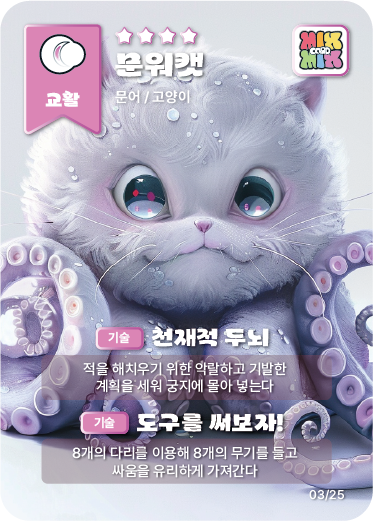 MIX
MIX
교활
문워캣
문어 / 고양이
기술 천재적 두뇌
적을 해치우기 위한 악랄하고 기발한
계획을 세워 궁지에 몰아 넣는다
기술 도구를 써보자!
8개의 다리를 이용해 8개의 무기를 들고
싸움을 유리하게 가져간다
03/25